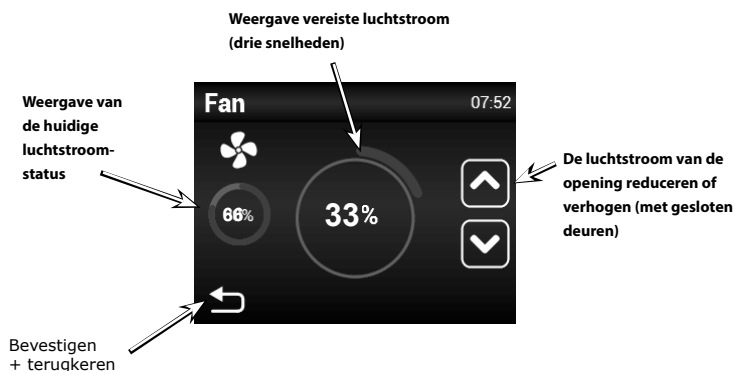 Weergave vereiste luchtstroom
(drie snelheden)
Weergave van
de huidige
luchtstroom-
status
Fan
07:52
66%
33%
De luchtstroom van de
opening reduceren of
verhogen (met gesloten
deuren)
Bevestigen
+ terugkeren